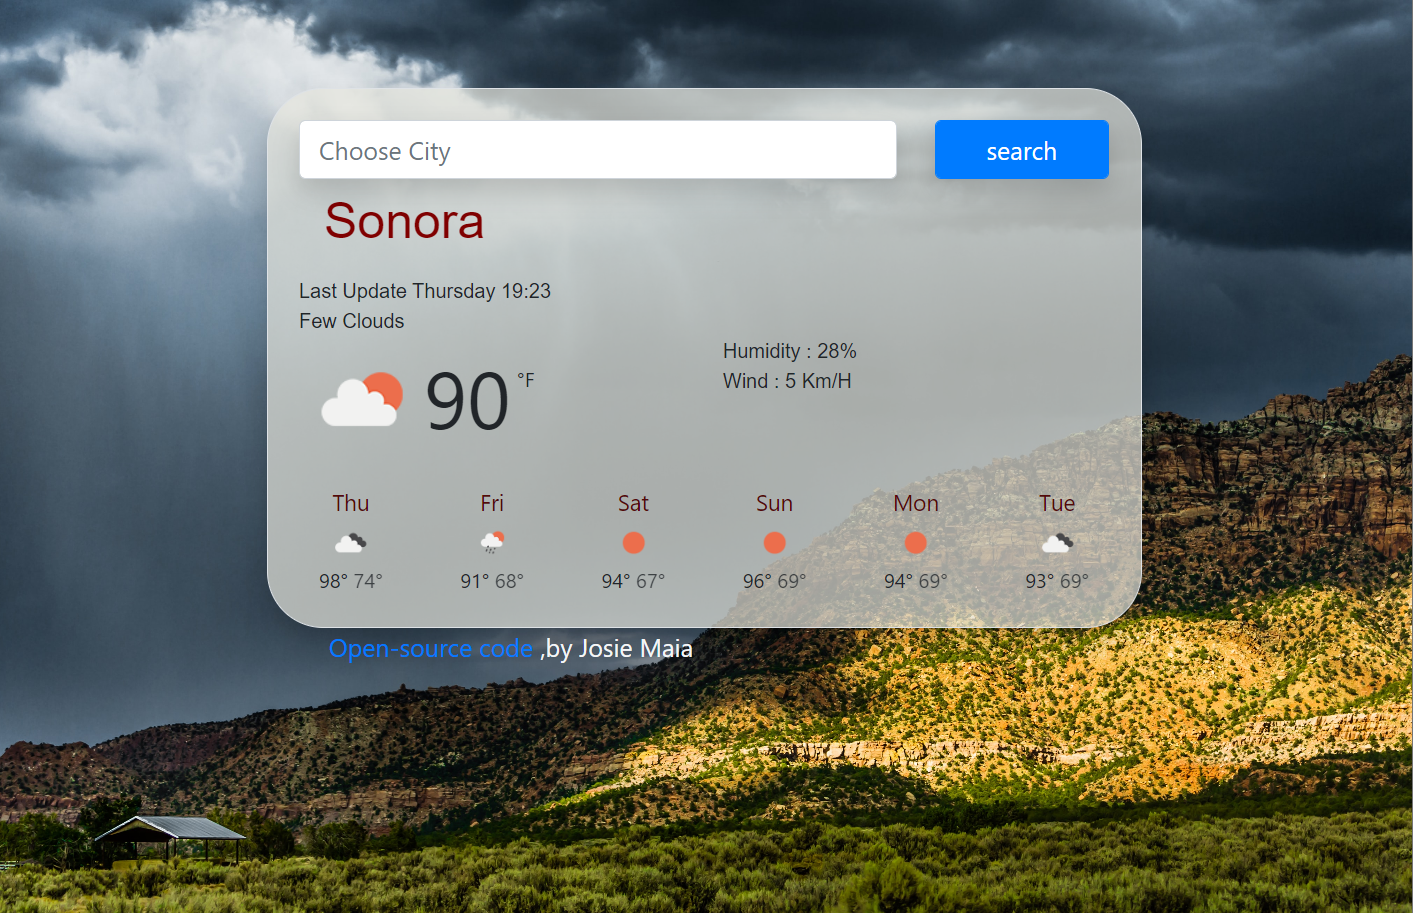 Choose City
search
Sonora
Last Update Thursday 19:23
Few Clouds
Humidity : 28%
Wind : 5 Km/H
90 °F
Thu Fri Sat Sun Mon Tue
98° 74° 91° 68° 94° 67° 96° 69° 94° 69° 93° 69°
Open-source code ,by Josie Maia